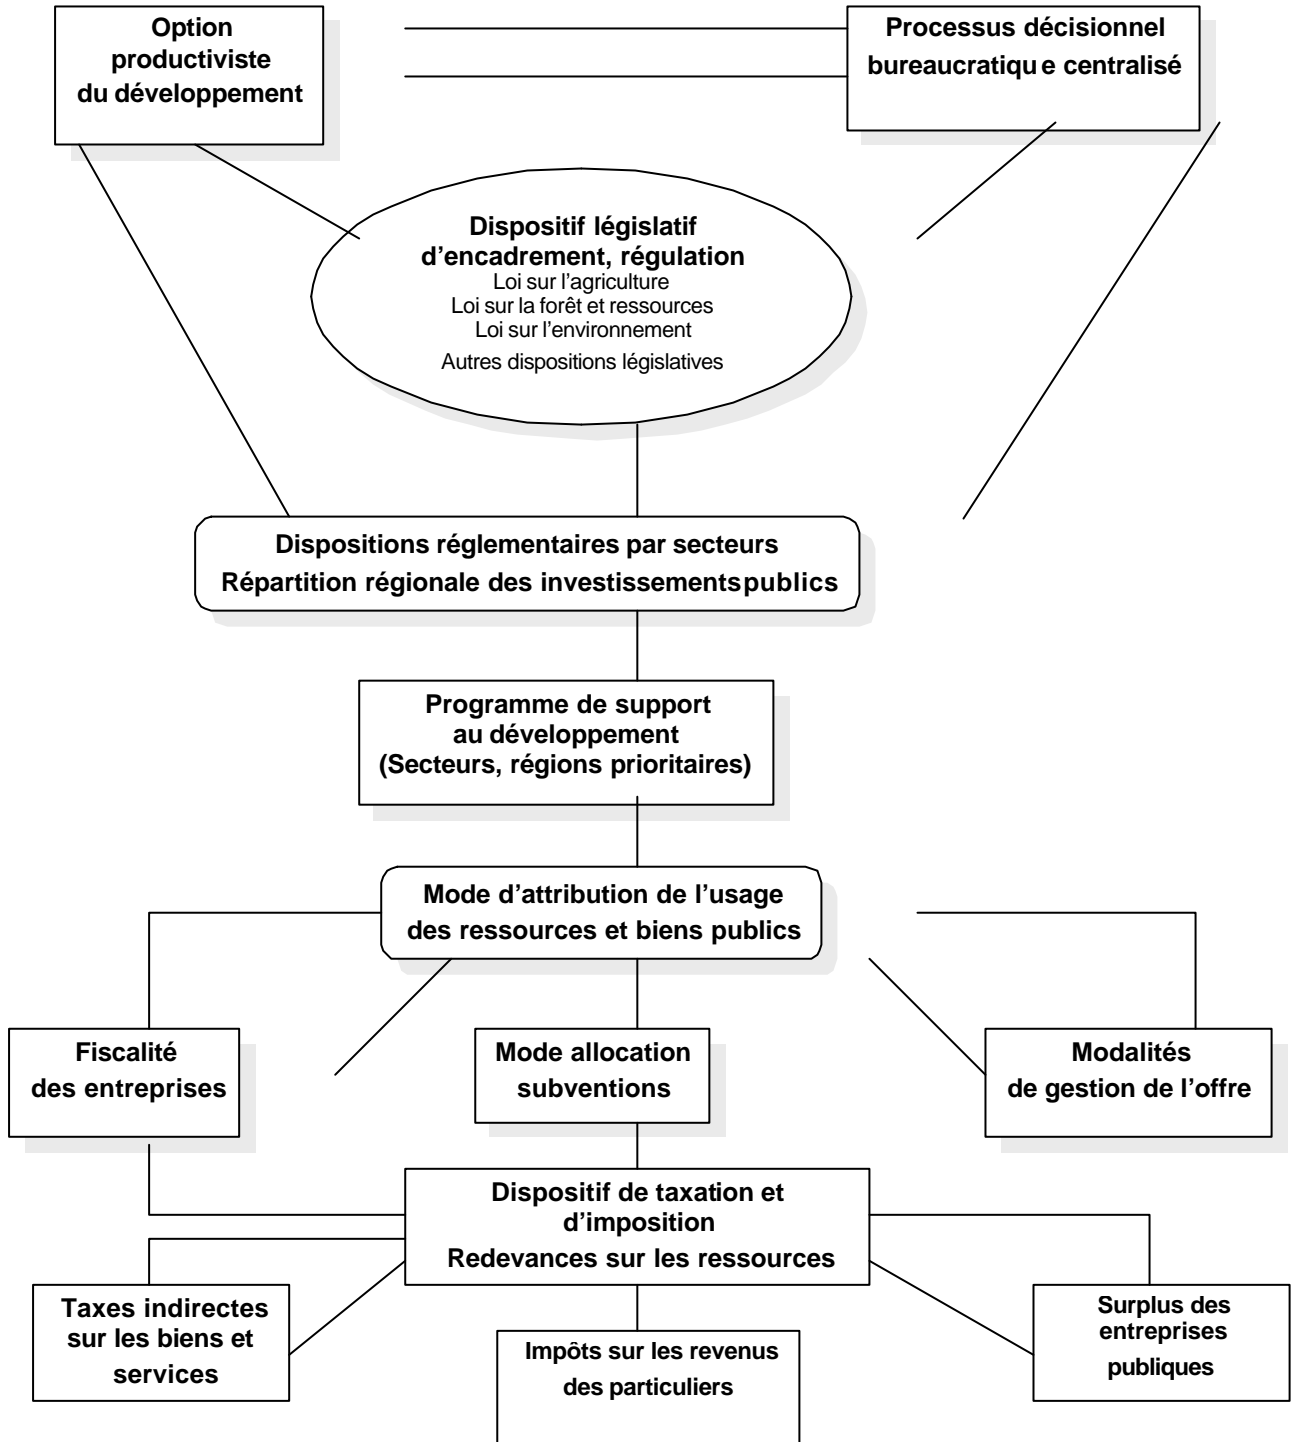 Option
productiviste
du développement
Processus décisionnel
bureaucratiqu e centralisé
Dispositif législatif
d’encadrement, régulation
Loi sur l’agriculture
Loi sur la forêt et ressources
Loi sur l’environnement
Autres dispositions législatives
Dispositions réglementaires par secteurs
Répartition régionale des investissements publics
Programme de support
au développement
(Secteurs, régions prioritaires)
Mode d’attribution de l’usage
des ressources et biens publics
Fiscalité
des entreprises
Mode allocation
subventions
Modalités
de gestion de l’offre
Dispositif de taxation et
d’imposition
Redevances sur les ressources
Taxes indirectes
sur les biens et
services
Impôts sur les revenus
des particuliers
Surplus des
entreprises
publiques